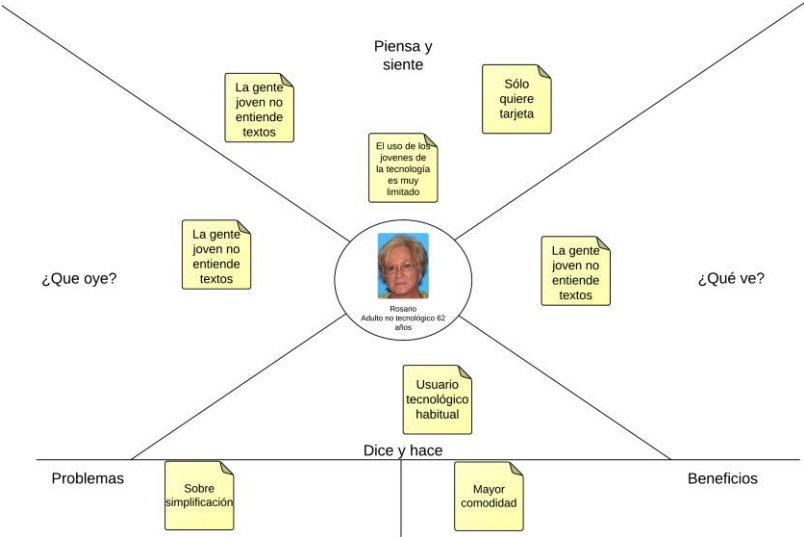 Piensa y
siente
La gente
joven no
entiende
textos
Sólo
quiere
tarjeta
El uso de los
jovenes de
la tecnología
es muy
limitado
¿Que oye?
La gente
joven no
entiende
textos
Rosario
Adulto no tecnológico 62
años
La gente
joven no
entiende
textos
¿Qué ve?
Usuario
tecnológico
habitual
Dice y hace
Problemas
Sobre
simplificación
Mayor
comodidad
Beneficios